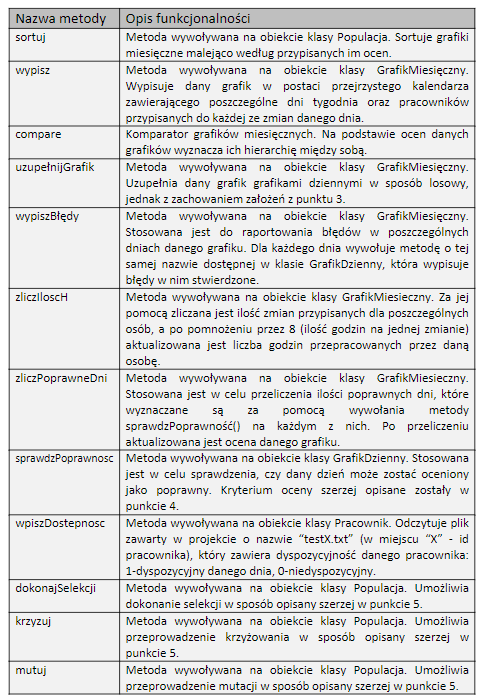 Nazwa metody Opis funkcjonalności
sortuj Metoda wywoływana na obiekcie klasy Populacja. Sortuje grafiki
miesięczne malejąco według przypisanych im ocen.
wypisz Metoda wywoływana na obiekcie klasy GrafikMiesięczny.
Wypisuje dany grafik w postaci przejrzystego kalendarza
zawierającego poszczególne dni tygodnia oraz pracowników
przypisanych do każdej ze zmian danego dnia.
compare Komparator grafików miesięcznych. Na podstawie ocen danych
grafików wyznacza ich hierarchię między sobą.
uzupełnijGrafik Metoda wywoływana na obiekcie klasy GrafikMiesięczny.
Uzupełnia dany grafik grafikami dziennymi w sposób losowy,
jednak z zachowaniem założeń z punktu 3.
wypiszBłędy Metoda wywoływana na obiekcie klasy GrafikMiesięczny.
Stosowana jest do raportowania błędów w poszczególnych
dniach danego grafiku. Dla każdego dnia wywołuje metodę o tej
samej nazwie dostępnej w klasie GrafikDzienny, która wypisuje
błędy w nim stwierdzone.
zliczIloscH Metoda wywoływana na obiekcie klasy GrafikMiesieczny. Za jej
pomocą zliczana jest ilość zmian przypisanych dla poszczególnych
osób, a po pomnożeniu przez 8 (ilość godzin na jednej zmianie)
aktualizowana jest liczba godzin przepracowanych przez daną
osobę.
zliczPoprawneDni Metoda wywoływana na obiekcie klasy GrafikMiesieczny.
Stosowana jest w celu przeliczenia ilości poprawnych dni, które
wyznaczane są za pomocą wywołania metody
sprawdzPoprawność() na każdym z nich. Po przeliczeniu
aktualizowana jest ocena danego grafiku.
sprawdzPoprawnosc Metoda wywoływana na obiekcie klasy GrafikDzienny. Stosowana
jest w celu sprawdzenia, czy dany dzień może zostać oceniony
jako poprawny. Kryterium oceny szerzej opisane zostały w
punkcie 4.
wpiszDostepnosc Metoda wywoływana na obiekcie klasy Pracownik. Odczytuje plik
zawarty w projekcie o nazwie “testX.txt” (w miejscu “X” - id
pracownika), który zawiera dyspozycyjność danego pracownika:
1-dyspozycyjny danego dnia, 0-niedyspozycyjny.
dokonajSelekcji Metoda wywoływana na obiekcie klasy Populacja. Umożliwia
dokonanie selekcji w sposób opisany szerzej w punkcie 5.
krzyzuj Metoda wywoływana na obiekcie klasy Populacja. Umożliwia
przeprowadzenie krzyżowania w sposób opisany szerzej w
punkcie 5.
mutuj Metoda wywoływana na obiekcie klasy Populacja. Umożliwia
przeprowadzenie mutacji w sposób opisany szerzej w punkcie 5.